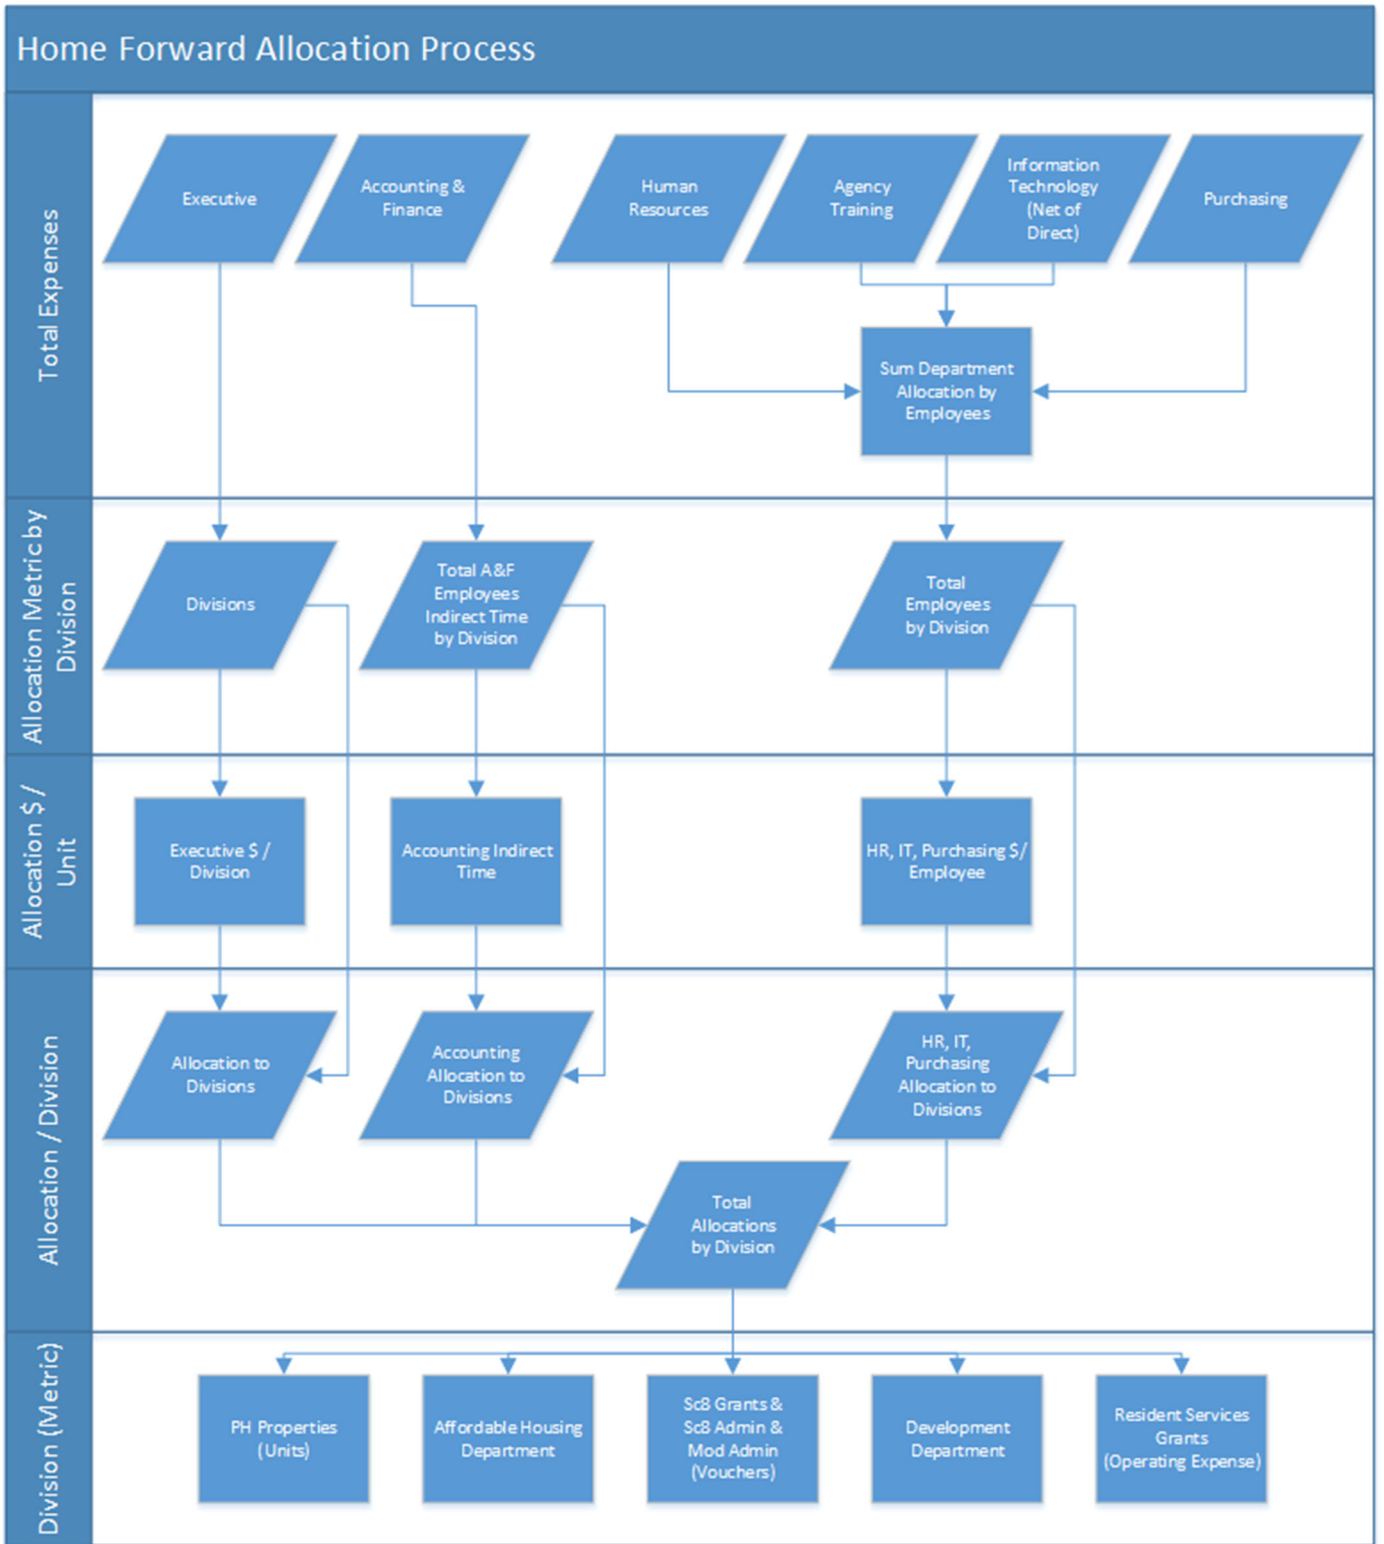 Home Forward Allocation Process
Total Expenses
Executive
Accounting &
Finance
Human
Resources
Agency
Training
Information
Technology
(Net of
Direct)
Purchasing
Sum Department
Allocation by
Employees
Allocation Metric by
Division
Divisions
Total A&F
Employees
Indirect Time
by Division
Total
Employees
by Division
Allocation $ /
Unit
Executive $ /
Division
Accounting Indirect
Time
HR, IT, Purchasing $/
Employee
Allocation / Division
Allocation to
Divisions
Accounting
Allocation to
Divisions
HR, IT,
Purchasing
Allocation to
Divisions
Total
Allocations
by Division
Division (Metric)
PH Properties
(Units)
Affordable Housing
Department
Sc8 Grants &
Sc8 Admin &
Mod Admin
(Vouchers)
Development
Department
Resident Services
Grants
(Operating Expense)